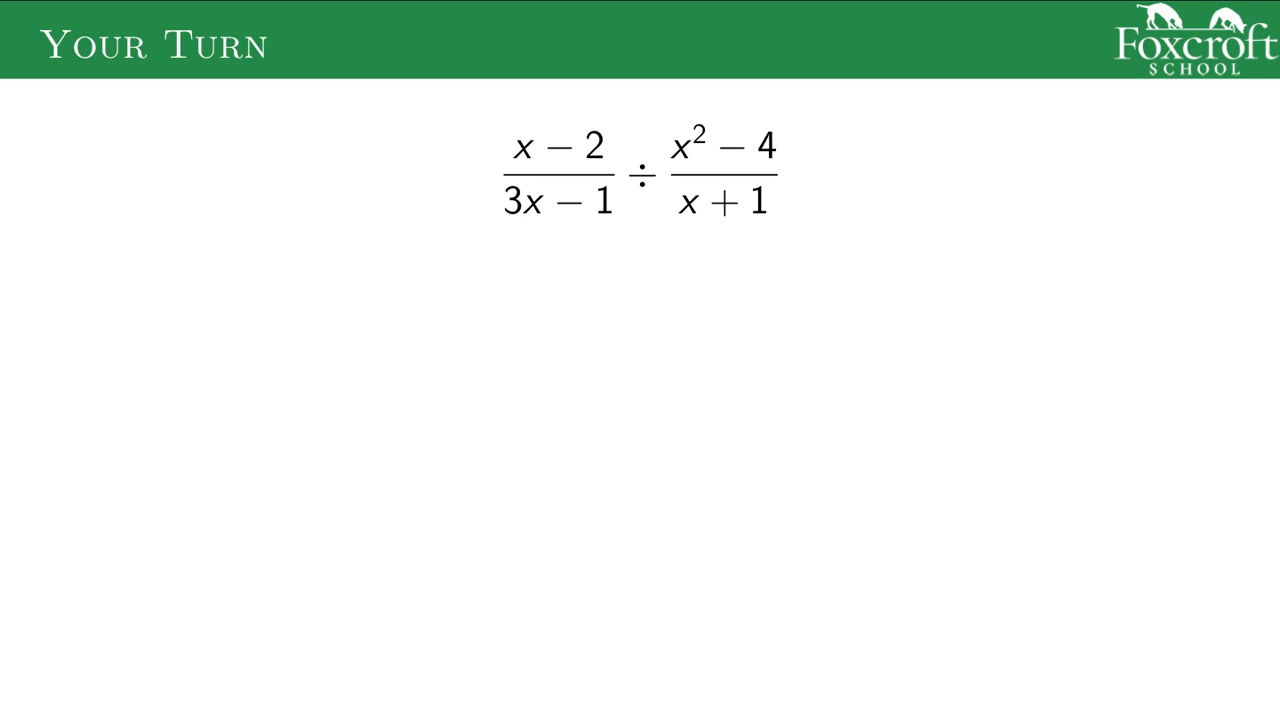 Your Turn
Foxcroft
SCHOOL
x − 2
3x − 1
÷
x² − 4
x + 1